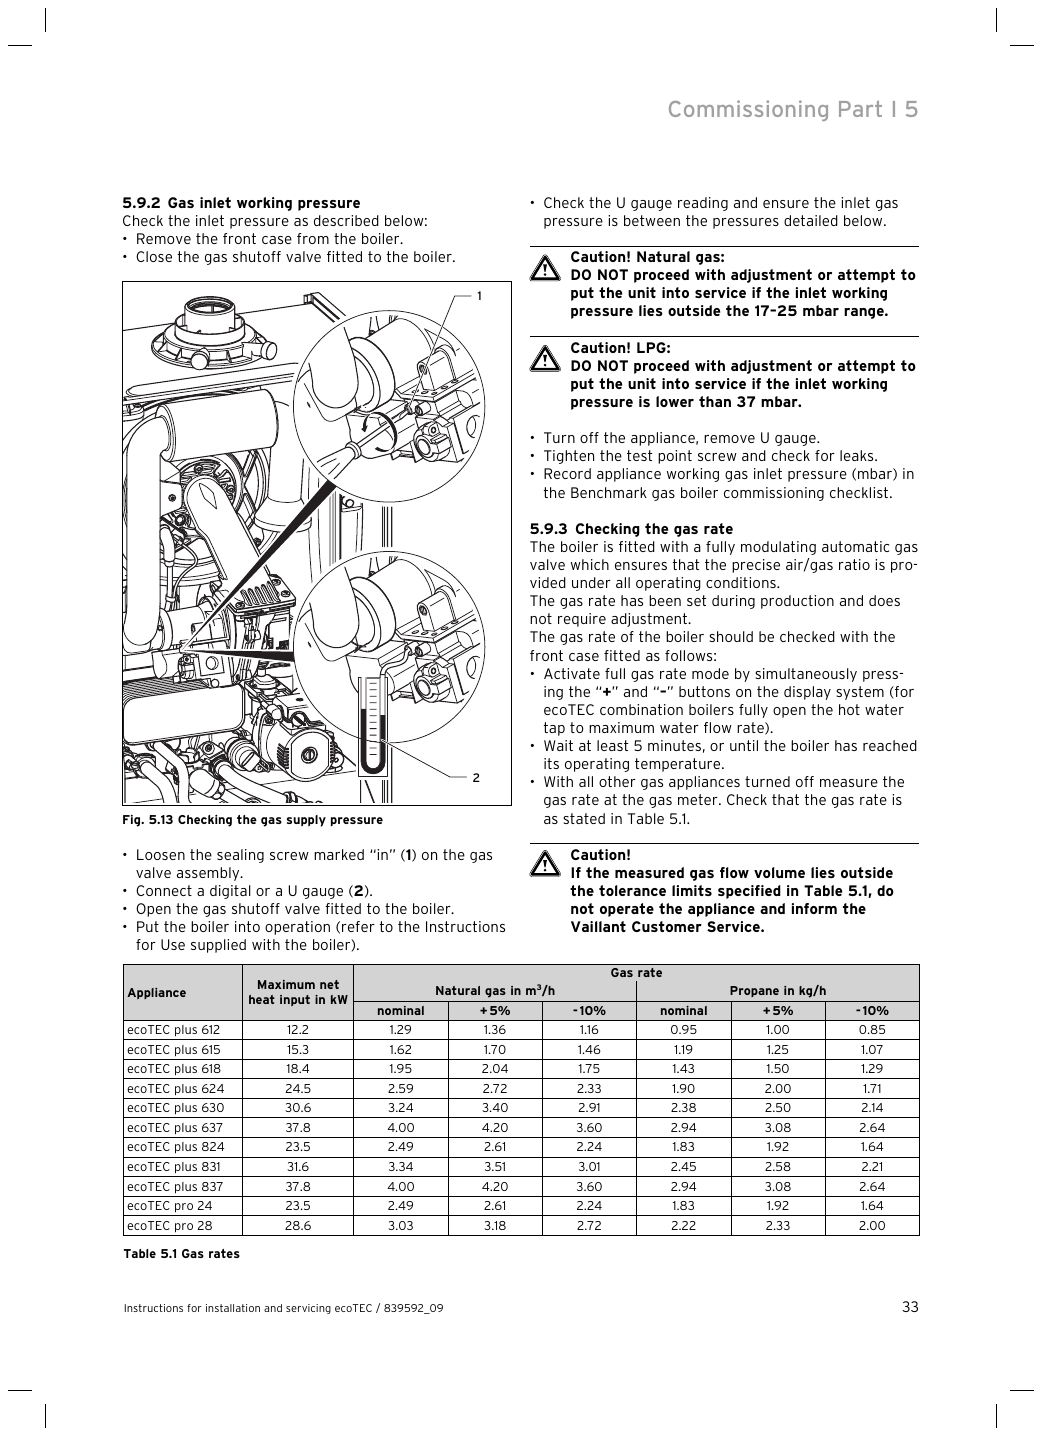 Commissioning Part I 5
5.9.2 Gas inlet working pressure
Check the inlet pressure as described below:
• Remove the front case from the boiler.
• Close the gas shutoff valve fitted to the boiler.
1
2
Fig. 5.13 Checking the gas supply pressure
• Loosen the sealing screw marked “in” (1) on the gas
valve assembly.
• Connect a digital or a U gauge (2).
• Open the gas shutoff valve fitted to the boiler.
• Put the boiler into operation (refer to the Instructions
for Use supplied with the boiler).
• Check the U gauge reading and ensure the inlet gas
pressure is between the pressures detailed below.
Caution! Natural gas:
DO NOT proceed with adjustment or attempt to
put the unit into service if the inlet working
pressure lies outside the 17–25 mbar range.
Caution! LPG:
DO NOT proceed with adjustment or attempt to
put the unit into service if the inlet working
pressure is lower than 37 mbar.
• Turn off the appliance, remove U gauge.
• Tighten the test point screw and check for leaks.
• Record appliance working gas inlet pressure (mbar) in
the Benchmark gas boiler commissioning checklist.
5.9.3 Checking the gas rate
The boiler is fitted with a fully modulating automatic gas
valve which ensures that the precise air/gas ratio is pro-
vided under all operating conditions.
The gas rate has been set during production and does
not require adjustment.
The gas rate of the boiler should be checked with the
front case fitted as follows:
• Activate full gas rate mode by simultaneously press-
ing the “+” and “–” buttons on the display system (for
ecoTEC combination boilers fully open the hot water
tap to maximum water flow rate).
• Wait at least 5 minutes, or until the boiler has reached
its operating temperature.
• With all other gas appliances turned off measure the
gas rate at the gas meter. Check that the gas rate is
as stated in Table 5.1.
Caution!
If the measured gas flow volume lies outside
the tolerance limits specified in Table 5.1, do
not operate the appliance and inform the
Vaillant Customer Service.
Appliance Maximum net heat input in kW Gas rate
Natural gas in m³/h Propane in kg/h
nominal +5% -10% nominal +5% -10%
ecoTEC plus 612 12.2 1.29 1.36 1.16 0.95 1.00 0.85
ecoTEC plus 615 15.3 1.62 1.70 1.46 1.19 1.25 1.07
ecoTEC plus 618 18.4 1.95 2.04 1.75 1.43 1.50 1.29
ecoTEC plus 624 24.5 2.59 2.72 2.33 1.90 2.00 1.71
ecoTEC plus 630 30.6 3.24 3.40 2.91 2.38 2.50 2.14
ecoTEC plus 637 37.8 4.00 4.20 3.60 2.94 3.08 2.64
ecoTEC plus 824 23.5 2.49 2.61 2.24 1.83 1.92 1.64
ecoTEC plus 831 31.6 3.34 3.51 3.01 2.45 2.58 2.21
ecoTEC plus 837 37.8 4.00 4.20 3.60 2.94 3.08 2.64
ecoTEC pro 24 23.5 2.49 2.61 2.24 1.83 1.92 1.64
ecoTEC pro 28 28.6 3.03 3.18 2.72 2.22 2.33 2.00
Table 5.1 Gas rates
Instructions for installation and servicing ecoTEC / 839592_09
33